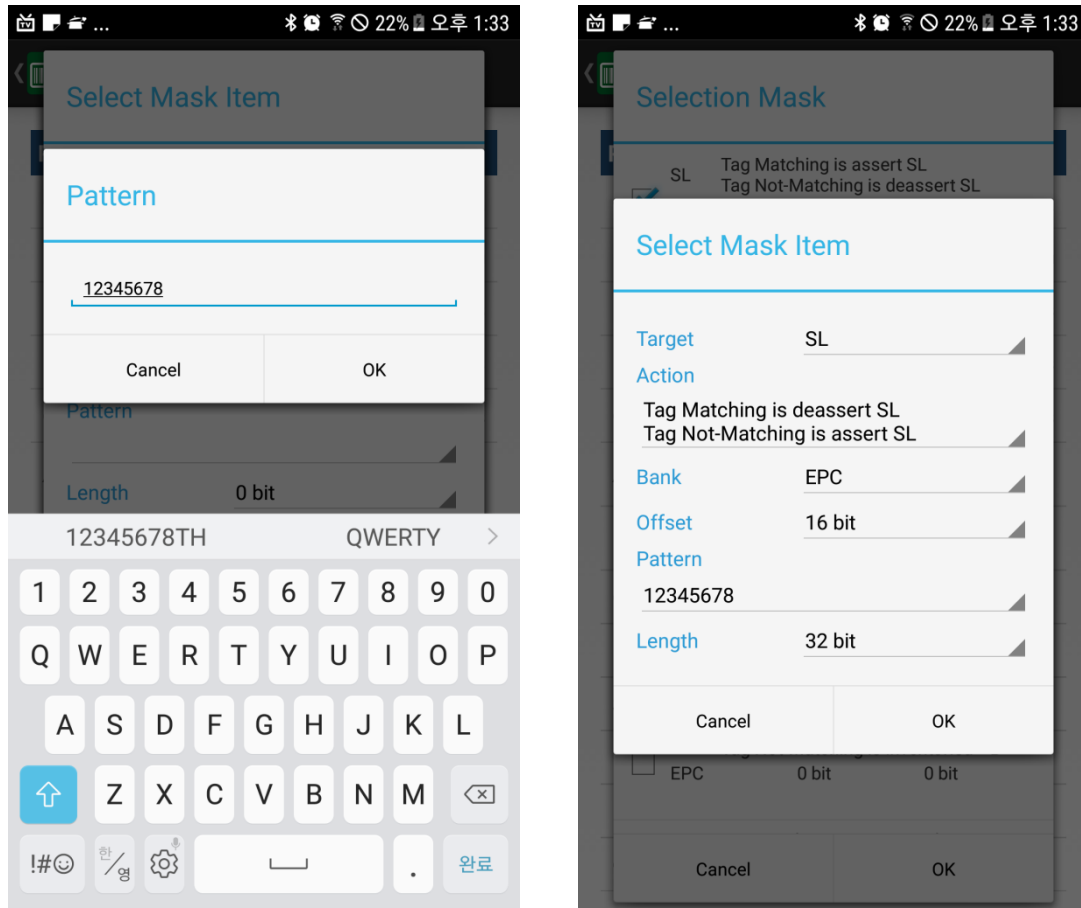 ... 22% 오후 1:33
Select Mask Item
Pattern
12345678
Cancel OK
Pattern
Length 0 bit
12345678TH QWERTY
1 2 3 4 5 6 7 8 9 0
Q W E R T Y U I O P
A S D F G H J K L
Z X C V B N M
!#☺ 한/영 . 완료
... 22% 오후 1:33
Selection Mask
SL Tag Matching is assert SL
Tag Not-Matching is deassert SL
Select Mask Item
Target SL
Action
Tag Matching is deassert SL
Tag Not-Matching is assert SL
Bank EPC
Offset 16 bit
Pattern
12345678
Length 32 bit
Cancel OK
EPC 0 bit 0 bit
Cancel OK